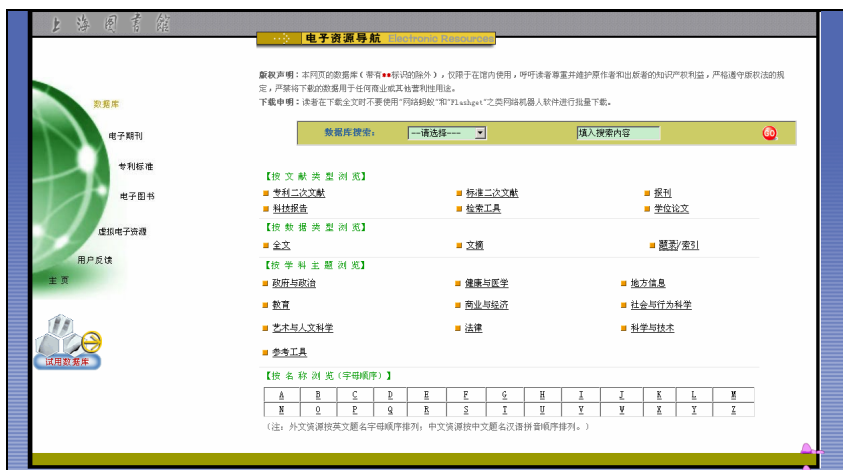 上海图书馆
电子资源导航 Electronic Resources
版权声明：本网页的数据库（带有●●标识的除外），仅限于在馆内使用，呼吁读者尊重并维护原作者和出版者的知识产权利益，严格遵守版权法的规
定，严禁将下载的数据用于任何商业或其他营利性用途。
下载申明：读者在下载全文时不要使用"网络蚂蚁"和"Flashget"之类网络机器人软件进行批量下载。
数据库搜索： ---请选择--- 填入搜索内容 GO
数据库
电子期刊
专利标准
电子图书
虚拟电子资源
用户反馈
主页
试用数据库
【按文献类型浏览】
专利二次文献 标准二次文献 报刊
科技报告 检索工具 学位论文
【按数据类型浏览】
全文 文摘 题录/索引
【按学科主题浏览】
政府与政治 健康与医学 地方信息
教育 商业与经济 社会与行为科学
艺术与人文科学 法律 科学与技术
参考工具
【按名称浏览(字母顺序)】
A B C D E F G H I J K L M
N O P Q R S T U V W X Y Z
(注：外文资源按英文题名字母顺序排列；中文资源按中文题名汉语拼音顺序排列。)